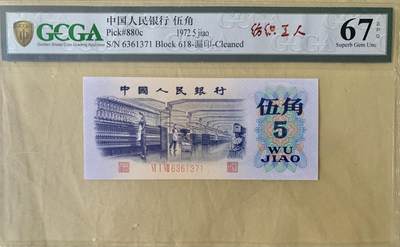 GCGA
中国人民银行 伍角
Pick#880c 1972 5 jiao
S/N 6361371 Block 618-漏印-Cleaned
纺织工人
67
Superb Gem Unc
中国人民银行
伍角
5
WU
JIAO
VI I VIII 6361371